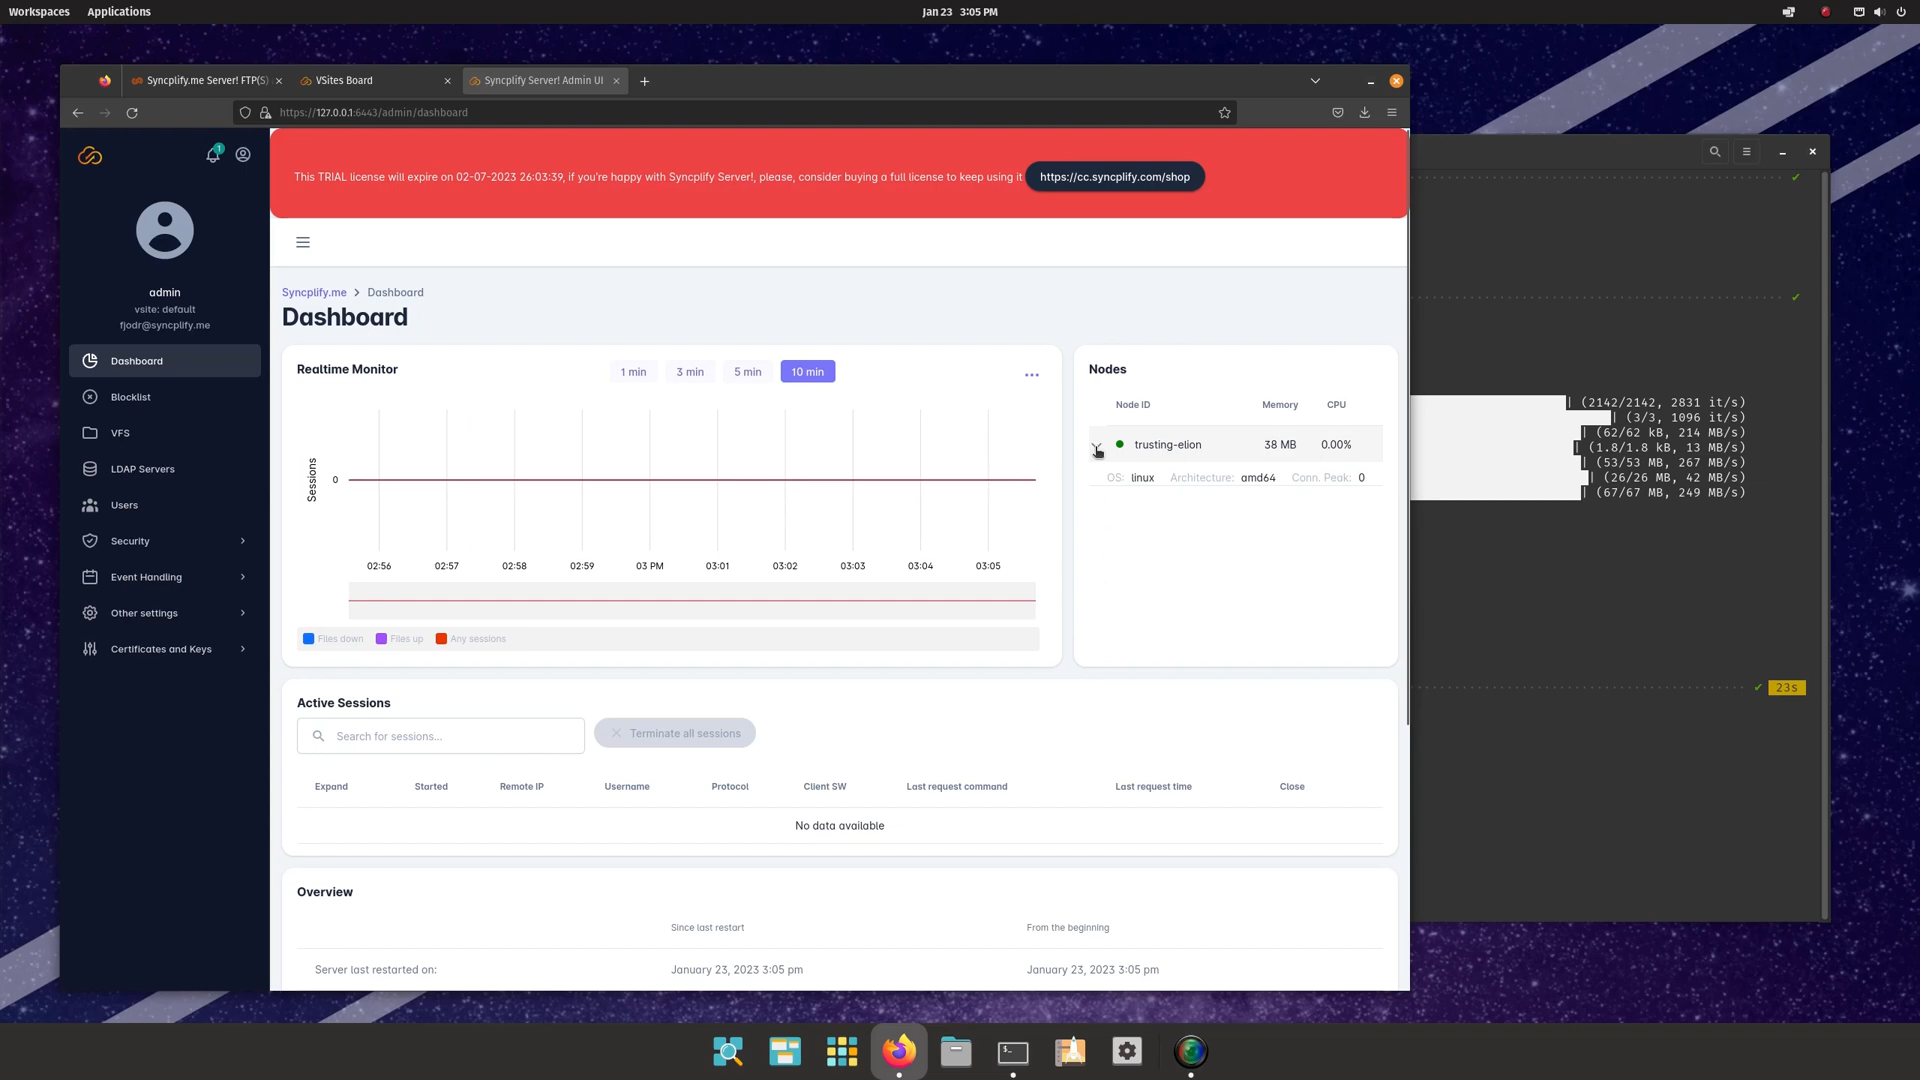 Workspaces Applications Jan 23 3:05 PM
Syncplify.me Server! FTP(S) VSites Board Syncplify Server! Admin UI
https://127.0.0.1:6443/admin/dashboard
1
This TRIAL license will expire on 02-07-2023 26:03:39, if you're happy with Syncplify Server!, please, consider buying a full license to keep using it https://cc.syncplify.com/shop
admin
vsite: default
fjodr@syncplify.me
Dashboard
Blocklist
VFS
LDAP Servers
Users
Security
Event Handling
Other settings
Certificates and Keys
Syncplify.me > Dashboard
Dashboard
Realtime Monitor 1 min 3 min 5 min 10 min
Sessions
0
02:56 02:57 02:58 02:59 03 PM 03:01 03:02 03:03 03:04 03:05
Files down Files up Any sessions
Nodes
Node ID Memory CPU
trusting-elion 38 MB 0.00%
OS: linux Architecture: amd64 Conn. Peak: 0
Active Sessions
Search for sessions... Terminate all sessions
Expand Started Remote IP Username Protocol Client SW Last request command Last request time Close
No data available
Overview
Since last restart From the beginning
Server last restarted on: January 23, 2023 3:05 pm January 23, 2023 3:05 pm
| (2142/2142, 2831 it/s)
| (3/3, 1096 it/s)
| (62/62 kB, 214 MB/s)
| (1.8/1.8 kB, 13 MB/s)
| (53/53 MB, 267 MB/s)
| (26/26 MB, 42 MB/s)
| (67/67 MB, 249 MB/s)
23s